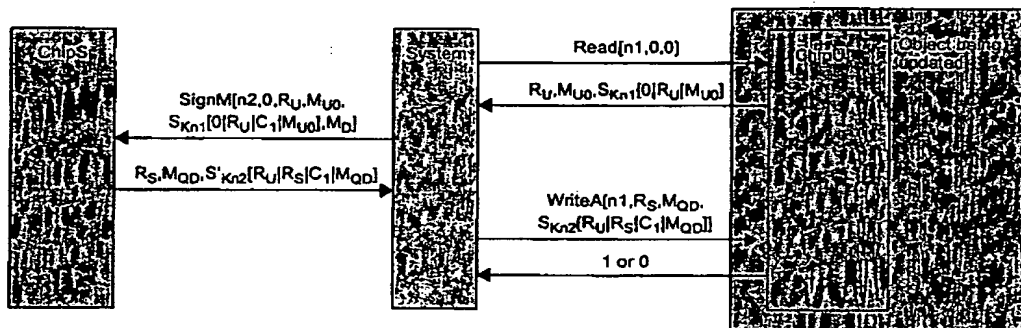 ChipS
System
ChipU
Object being
updated
Read[n1,0,0]
R_U,M_U0,S_Kn1[0|R_U|M_U0]
SignM[n2,0,R_U,M_U0,
S_Kn1[0|R_U|C_1|M_U0],M_D]
R_S,M_QD,S'_Kn2[R_U|R_S|C_1|M_QD]
WriteA[n1,R_S,M_QD,
S_Kn2[R_U|R_S|C_1|M_QD]]
1 or 0